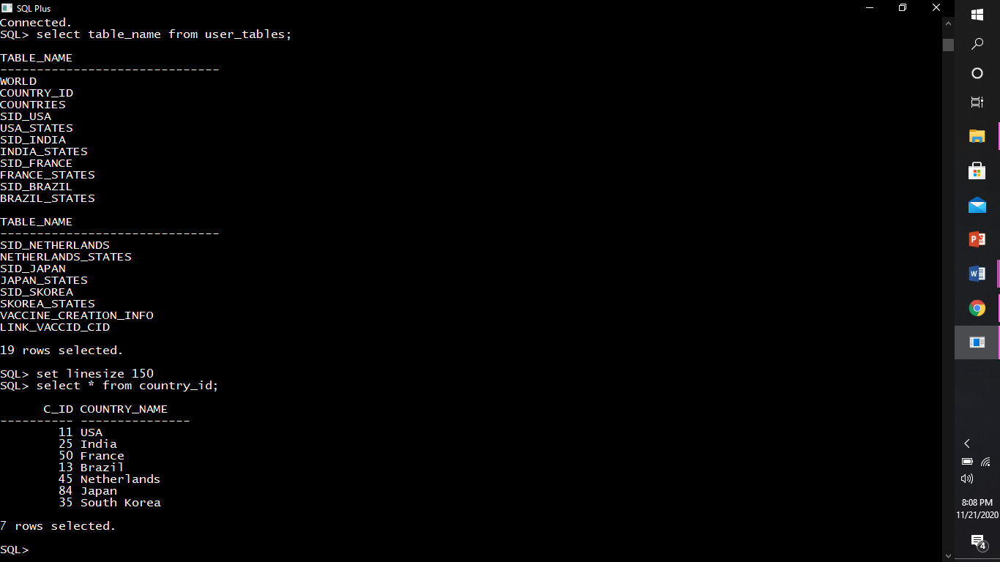 SQL Plus
Connected.
SQL> select table_name from user_tables;
TABLE_NAME
------------------------------
WORLD
COUNTRY_ID
COUNTRIES
SID_USA
USA_STATES
SID_INDIA
INDIA_STATES
SID_FRANCE
FRANCE_STATES
SID_BRAZIL
BRAZIL_STATES
TABLE_NAME
------------------------------
SID_NETHERLANDS
NETHERLANDS_STATES
SID_JAPAN
JAPAN_STATES
SID_SKOREA
SKOREA_STATES
VACCINE_CREATION_INFO
LINK_VACCID_CID
19 rows selected.
SQL> set linesize 150
SQL> select * from country_id;
      C_ID COUNTRY_NAME
---------- ---------------
        11 USA
        25 India
        50 France
        13 Brazil
        45 Netherlands
        84 Japan
        35 South Korea
7 rows selected.
SQL>
P
W
8:08 PM
11/21/2020
4